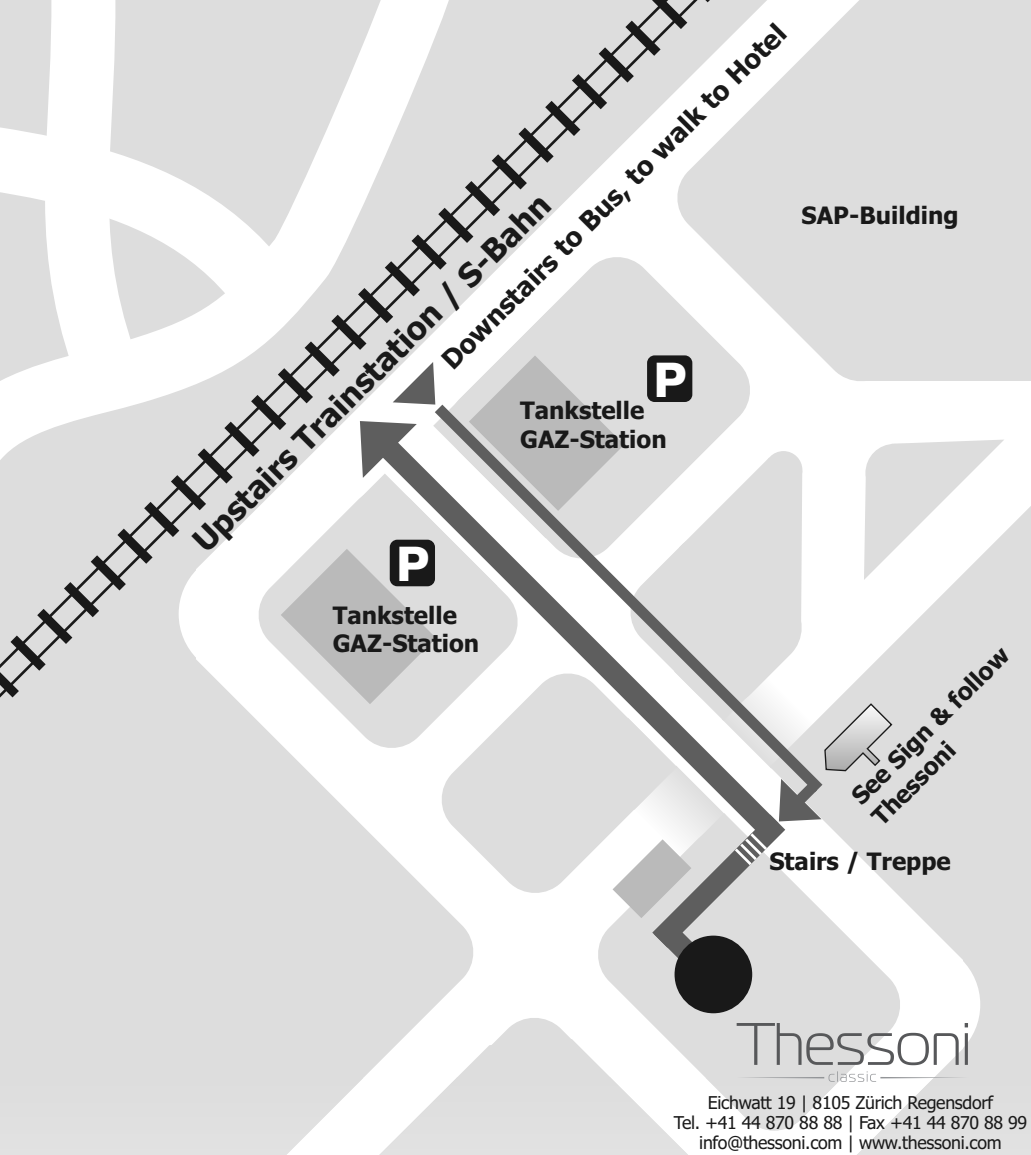 Downstairs to Bus, to walk to Hotel
SAP-Building
Upstairs Trainstation / S-Bahn
P
Tankstelle
GAZ-Station
P
Tankstelle
GAZ-Station
See Sign & follow
Thessoni
Stairs / Treppe
Thessoni
classic
Eichwatt 19 | 8105 Zürich Regensdorf
Tel. +41 44 870 88 88 | Fax +41 44 870 88 99
info@thessoni.com | www.thessoni.com